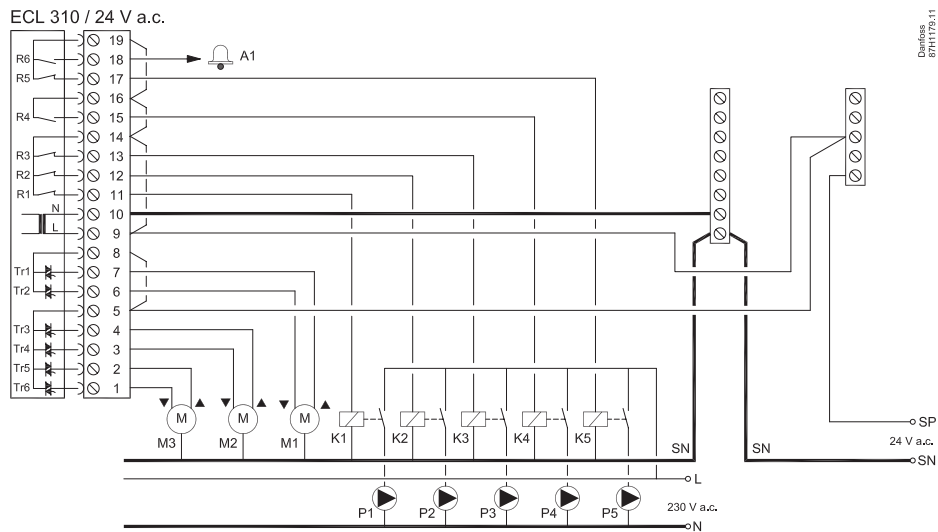 ECL 310 / 24 V a.c.
Danfoss
87H1179.11
19
R6 18 A1
R5 17
16
R4 15
14
R3 13
R2 12
R1 11
N 10
L 9
8
Tr1 7
Tr2 6
5
Tr3 4
Tr4 3
Tr5 2
Tr6 1
M M M
M3 M2 M1 K1 K2 K3 K4 K5
SP
24 V a.c.
SN SN SN
L
P1 P2 P3 P4 P5
230 V a.c.
N